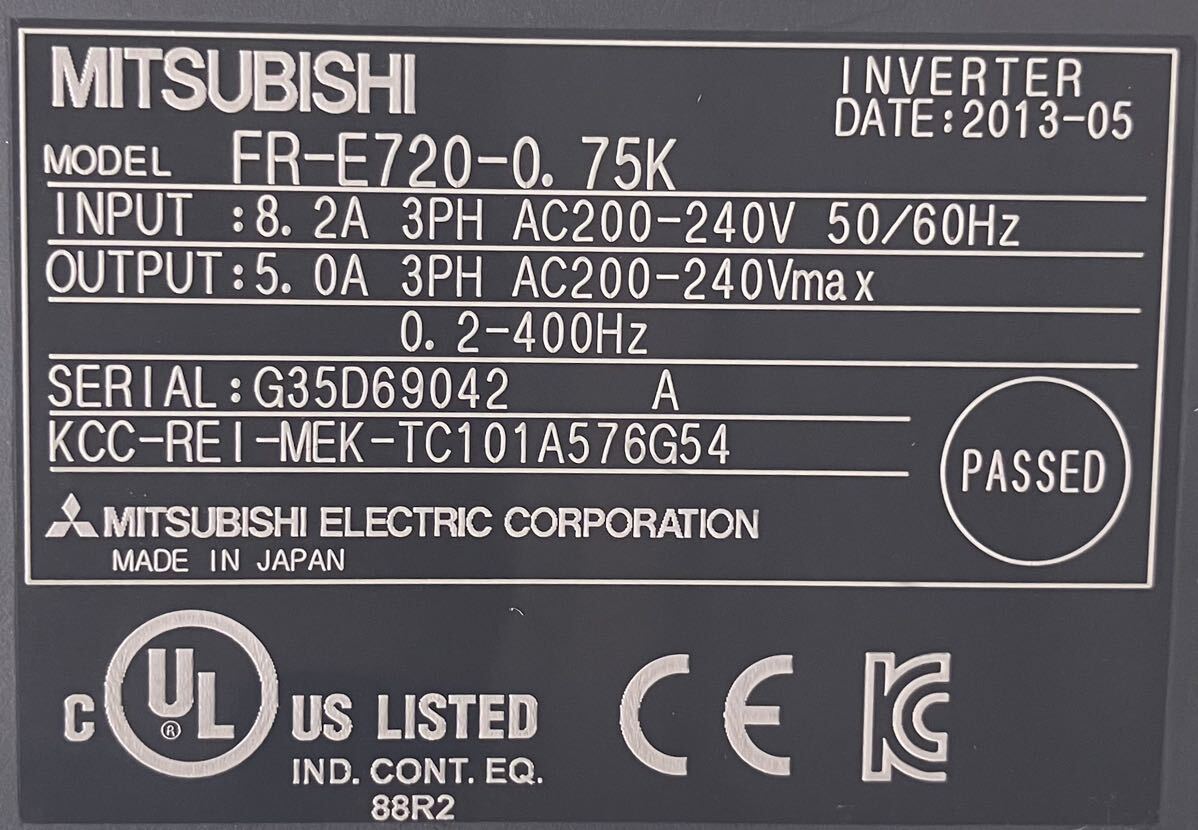 MITSUBISHI
INVERTER
DATE:2013-05
MODEL FR-E720-0.75K
INPUT :8.2A 3PH AC200-240V 50/60Hz
OUTPUT:5.0A 3PH AC200-240Vmax
0.2-400Hz
SERIAL:G35D69042 A
KCC-REI-MEK-TC101A576G54
PASSED
MITSUBISHI ELECTRIC CORPORATION
MADE IN JAPAN
C UL® US LISTED
IND. CONT. EQ.
88R2
CE
KC